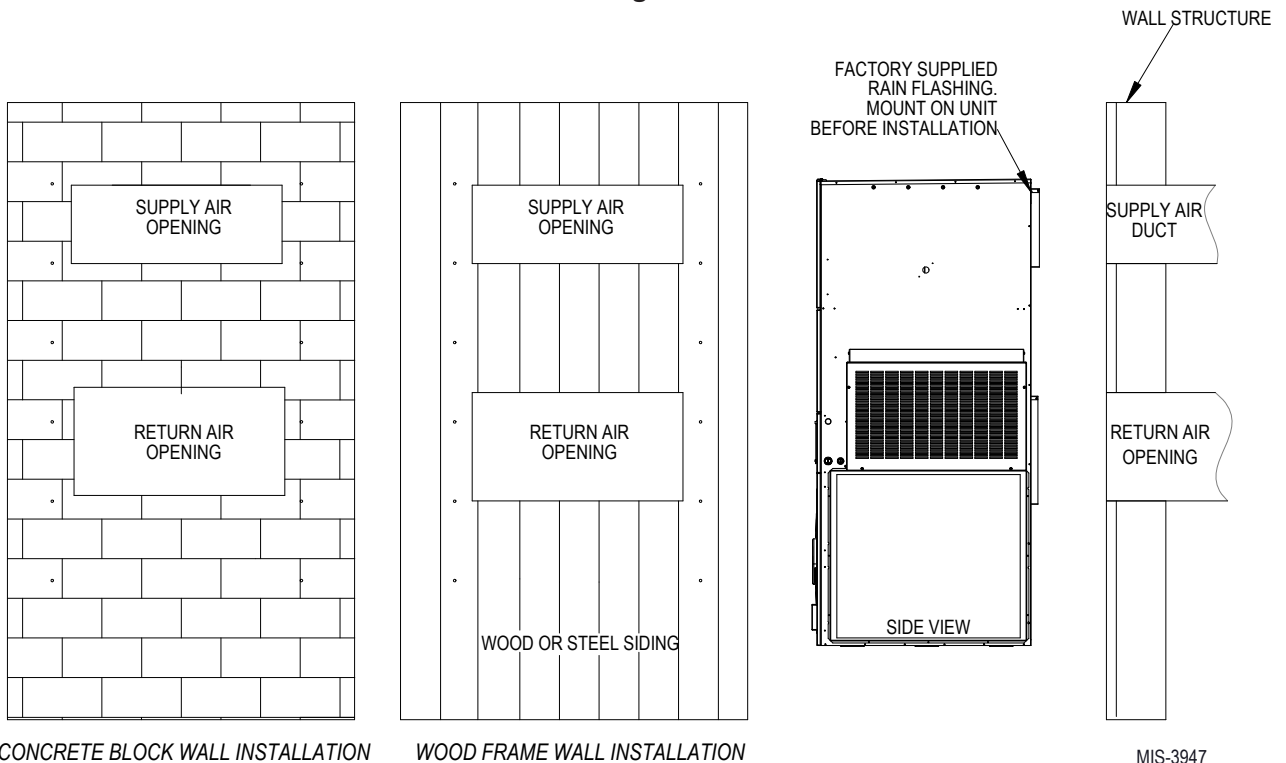 WALL STRUCTURE
FACTORY SUPPLIED
RAIN FLASHING.
MOUNT ON UNIT
BEFORE INSTALLATION
SUPPLY AIR
OPENING
SUPPLY AIR
OPENING
SUPPLY AIR
DUCT
RETURN AIR
OPENING
RETURN AIR
OPENING
RETURN AIR
OPENING
SIDE VIEW
WOOD OR STEEL SIDING
CONCRETE BLOCK WALL INSTALLATION
WOOD FRAME WALL INSTALLATION
MIS-3947